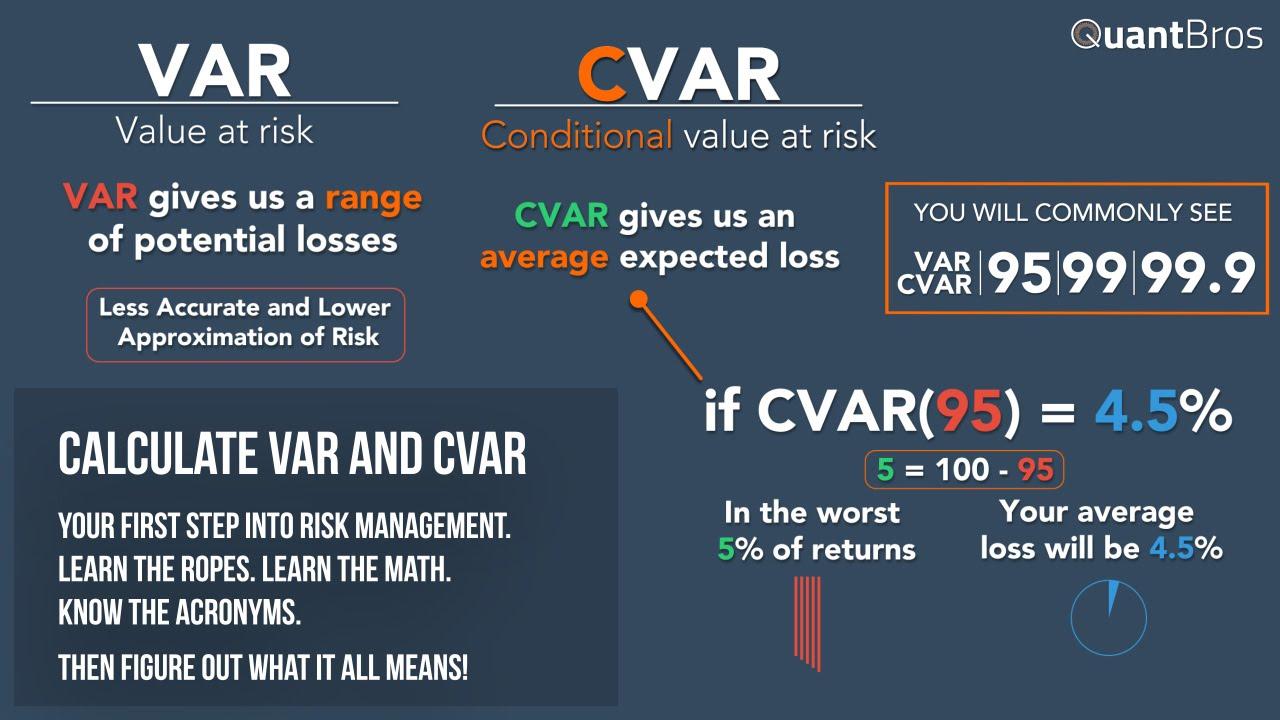 QuantBros
VAR
Value at risk
VAR gives us a range
of potential losses
Less Accurate and Lower
Approximation of Risk
CVAR
Conditional value at risk
CVAR gives us an
average expected loss
YOU WILL COMMONLY SEE
VAR
CVAR
95|99|99.9
if CVAR(95) = 4.5%
5 = 100 - 95
In the worst
5% of returns
Your average
loss will be 4.5%
CALCULATE VAR AND CVAR
YOUR FIRST STEP INTO RISK MANAGEMENT.
LEARN THE ROPES. LEARN THE MATH.
KNOW THE ACRONYMS.
THEN FIGURE OUT WHAT IT ALL MEANS!